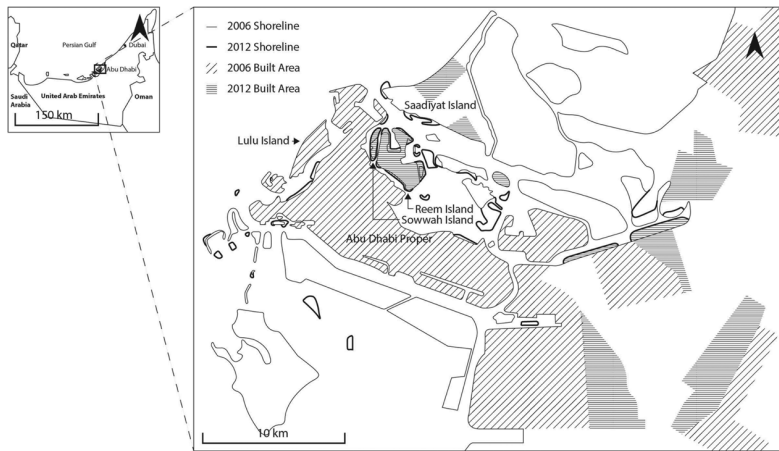 Qatar
Persian Gulf
Dubai
Abu Dhabi
Saudi
Arabia
United Arab Emirates
Oman
150 km
2006 Shoreline
2012 Shoreline
2006 Built Area
2012 Built Area
Saadiyat Island
Lulu Island
Reem Island
Sowwah Island
Abu Dhabi Proper
10 km